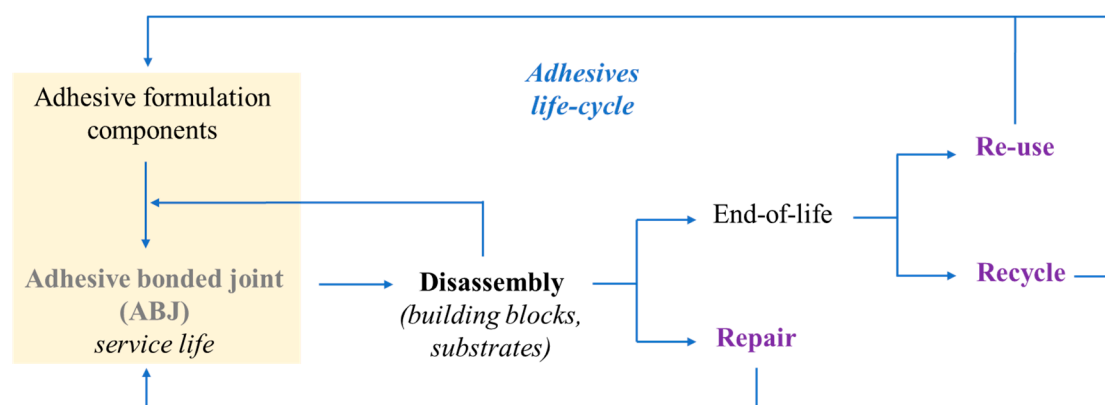 Adhesives
life-cycle
Adhesive formulation
components
Re-use
End-of-life
Adhesive bonded joint
(ABJ)
service life
Disassembly
(building blocks,
substrates)
Recycle
Repair